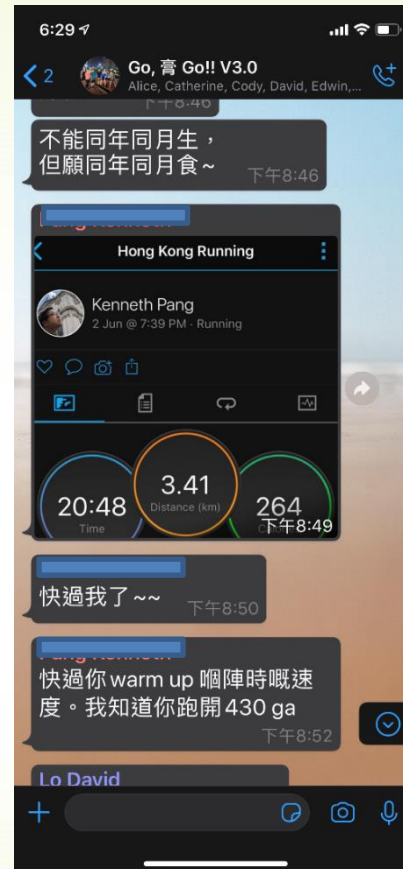 6:29
2
Go, 膏 Go!! V3.0
Alice, Catherine, Cody, David, Edwin,...
下午8:46
不能同年同月生，
但願同年同月食~
下午8:46
Hong Kong Running
Kenneth Pang
2 Jun @ 7:39 PM · Running
20:48
Time
3.41
Distance (km)
264
下午8:49
快過我了~~
下午8:50
快過你 warm up 嗰陣時嘅速
度。我知道你跑開 430 ga
下午8:52
Lo David